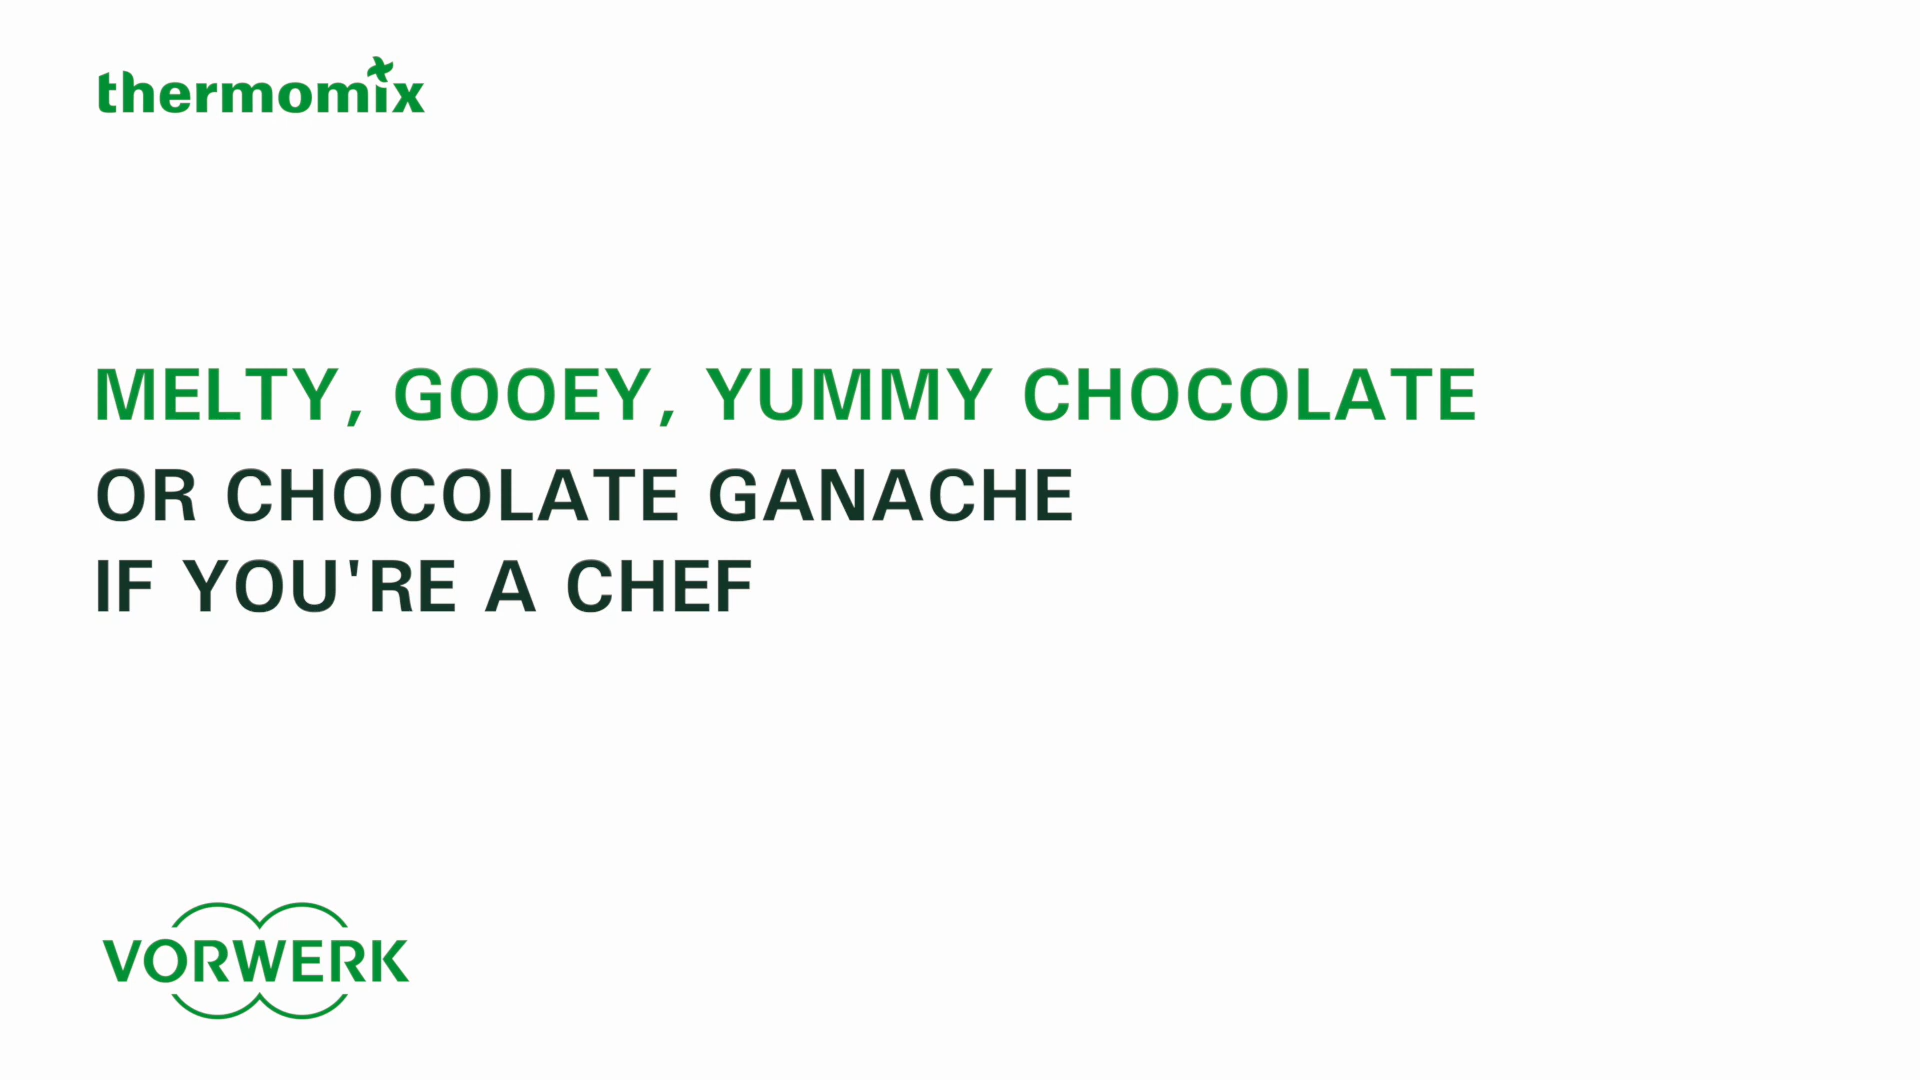 thermomix
MELTY, GOOEY, YUMMY CHOCOLATE
OR CHOCOLATE GANACHE
IF YOU'RE A CHEF
VORWERK